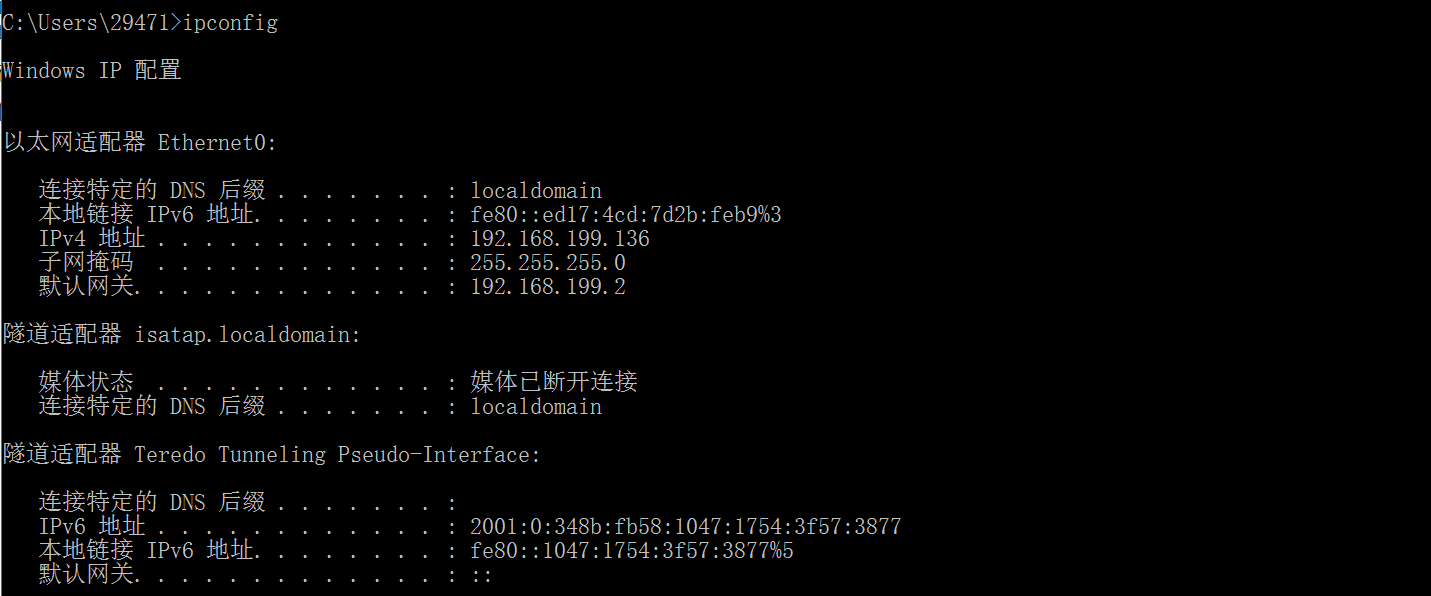 C:\Users\29471>ipconfig
Windows IP 配置
以太网适配器 Ethernet0:
连接特定的 DNS 后缀 . . . . . . . : localdomain
本地链接 IPv6 地址. . . . . . . . : fe80::ed17:4cd:7d2b:feb9%3
IPv4 地址 . . . . . . . . . . . . : 192.168.199.136
子网掩码  . . . . . . . . . . . . : 255.255.255.0
默认网关. . . . . . . . . . . . . : 192.168.199.2
隧道适配器 isatap.localdomain:
媒体状态  . . . . . . . . . . . . : 媒体已断开连接
连接特定的 DNS 后缀 . . . . . . . : localdomain
隧道适配器 Teredo Tunneling Pseudo-Interface:
连接特定的 DNS 后缀 . . . . . . . :
IPv6 地址 . . . . . . . . . . . . : 2001:0:348b:fb58:1047:1754:3f57:3877
本地链接 IPv6 地址. . . . . . . . : fe80::1047:1754:3f57:3877%5
默认网关. . . . . . . . . . . . . : ::